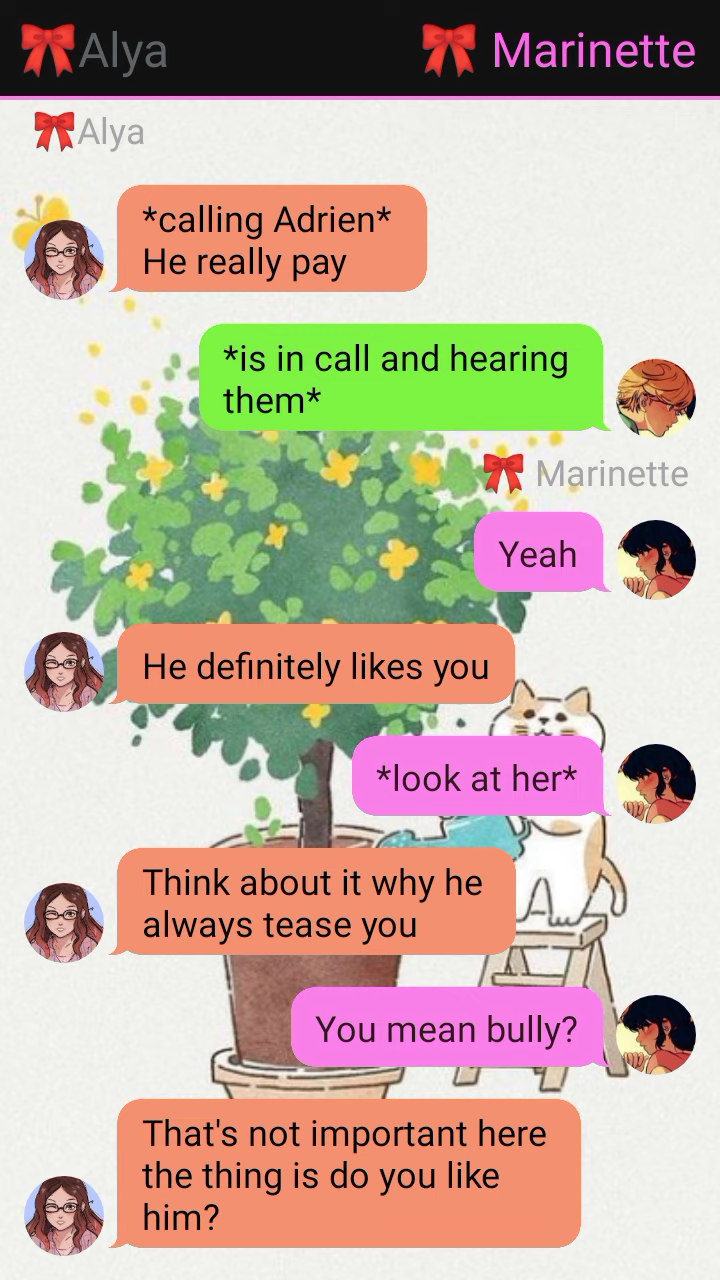 🎀Alya 🎀 Marinette
🎀Alya
*calling Adrien*
He really pay
*is in call and hearing
them*
🎀 Marinette
Yeah
He definitely likes you
*look at her*
Think about it why he
always tease you
You mean bully?
That's not important here
the thing is do you like
him?